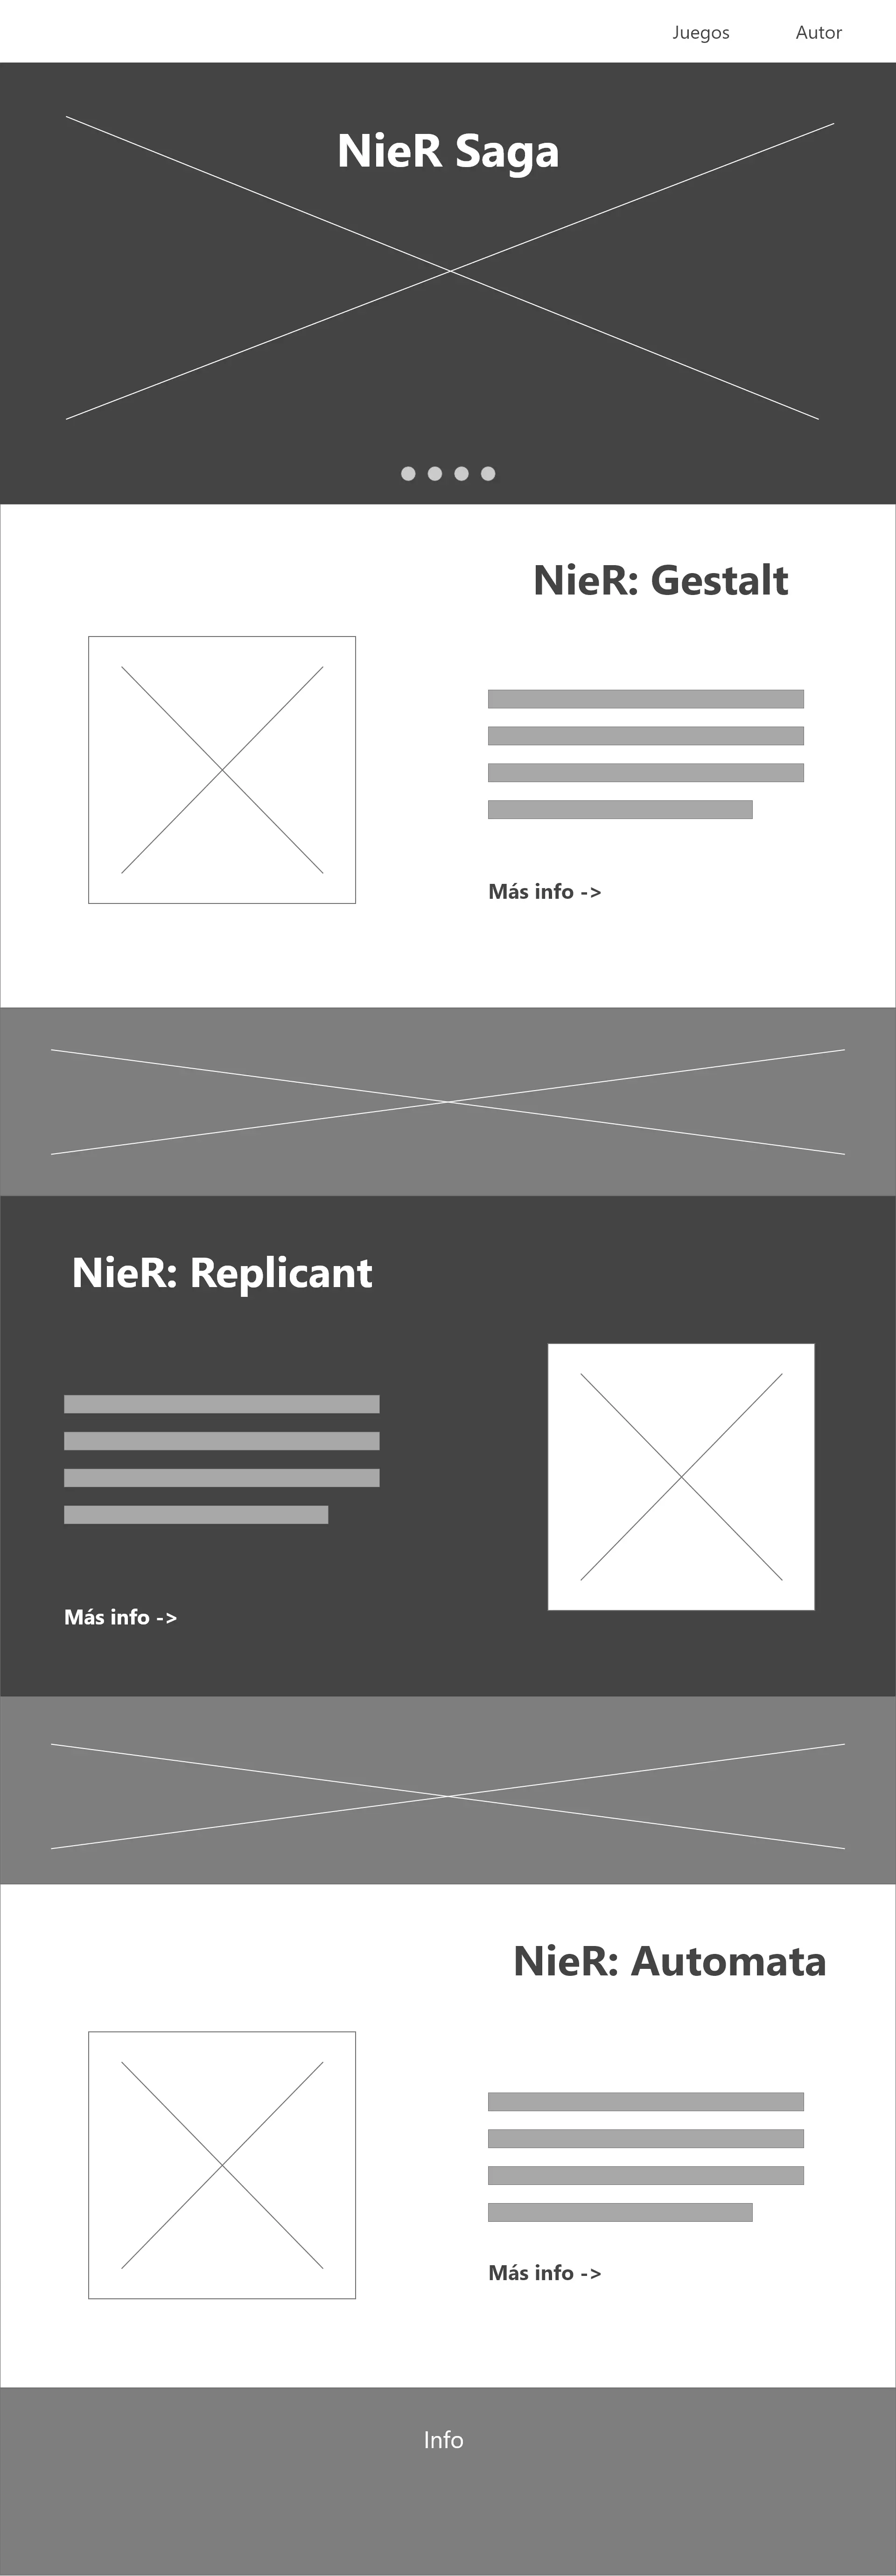 Juegos Autor
NieR Saga
NieR: Gestalt
Más info ->
NieR: Replicant
Más info ->
NieR: Automata
Más info ->
Info